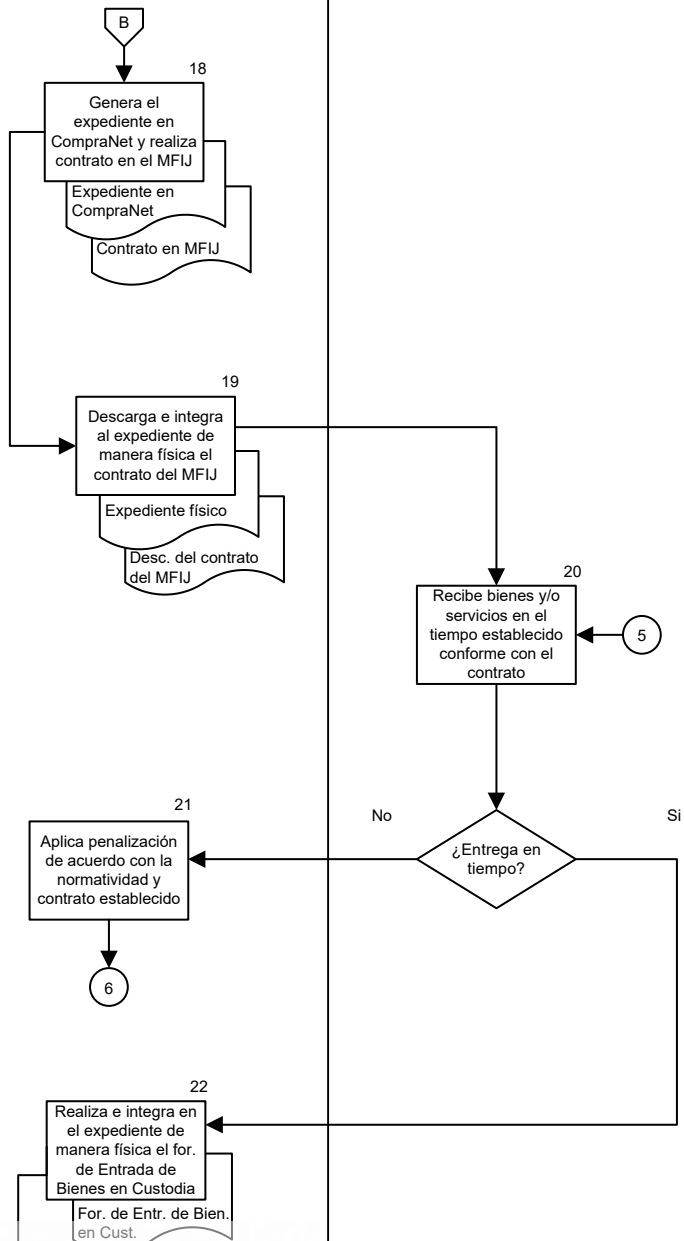 B
18
Genera el
expediente en
CompraNet y realiza
contrato en el MFIJ
Expediente en
CompraNet
Contrato en MFIJ
19
Descarga e integra
al expediente de
manera física el
contrato del MFIJ
Expediente físico
Desc. del contrato
del MFIJ
20
Recibe bienes y/o
servicios en el
tiempo establecido
conforme con el
contrato
5
¿Entrega en
tiempo?
No
Si
21
Aplica penalización
de acuerdo con la
normatividad y
contrato establecido
6
22
Realiza e integra en
el expediente de
manera física el for.
de Entrada de
Bienes en Custodia
For. de Entr. de Bien.
en Cust.